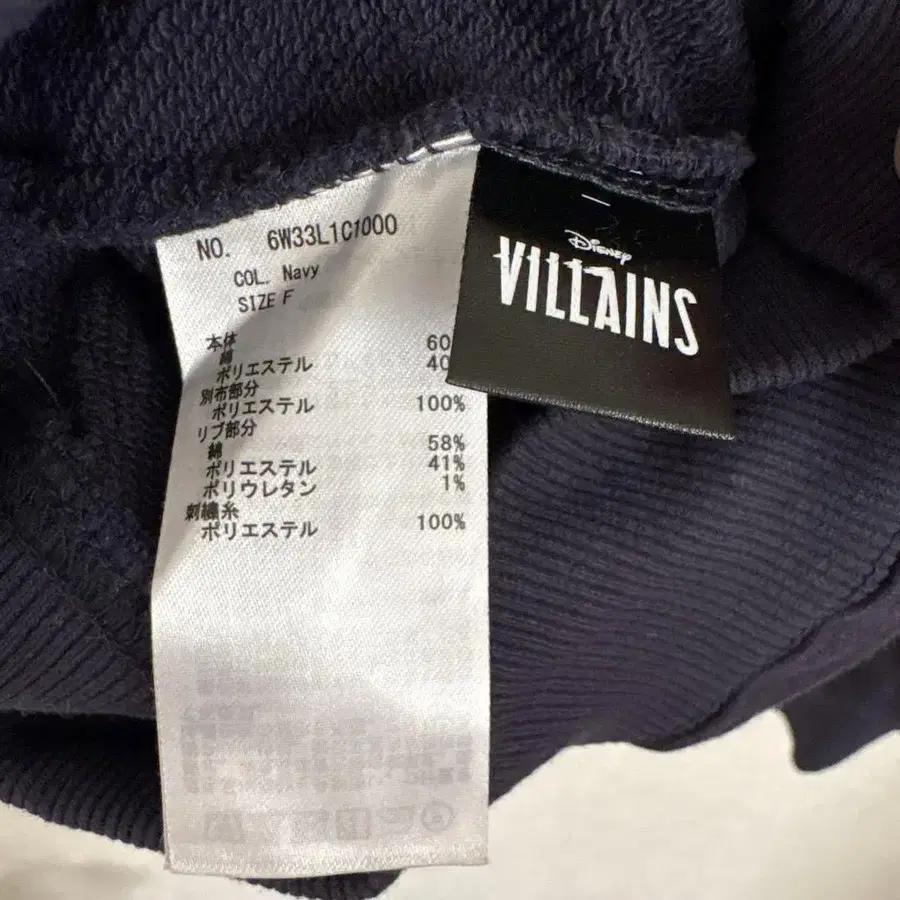 NO. 6W33L1C1000
COL. Navy
SIZE F
本体
綿 60
ポリエステル 40
別布部分
ポリエステル 100%
リブ部分
綿 58%
ポリエステル 41%
ポリウレタン 1%
刺繍糸
ポリエステル 100%
Disney
VILLAINS